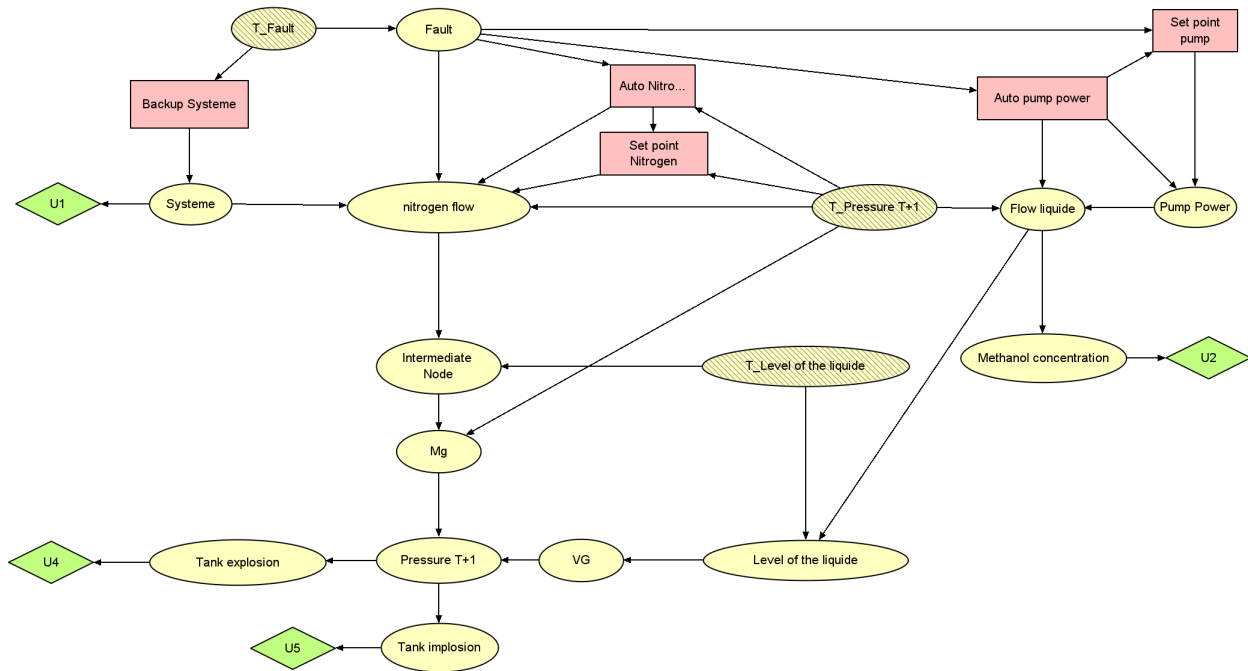 T_Fault
Fault
Set point
pump
Backup Systeme
Auto Nitro...
Auto pump power
Set point
Nitrogen
U1
Systeme
nitrogen flow
T_Pressure T+1
Flow liquide
Pump Power
Intermediate
Node
T_Level of the liquide
Methanol concentration
U2
Mg
U4
Tank explosion
Pressure T+1
VG
Level of the liquide
U5
Tank implosion